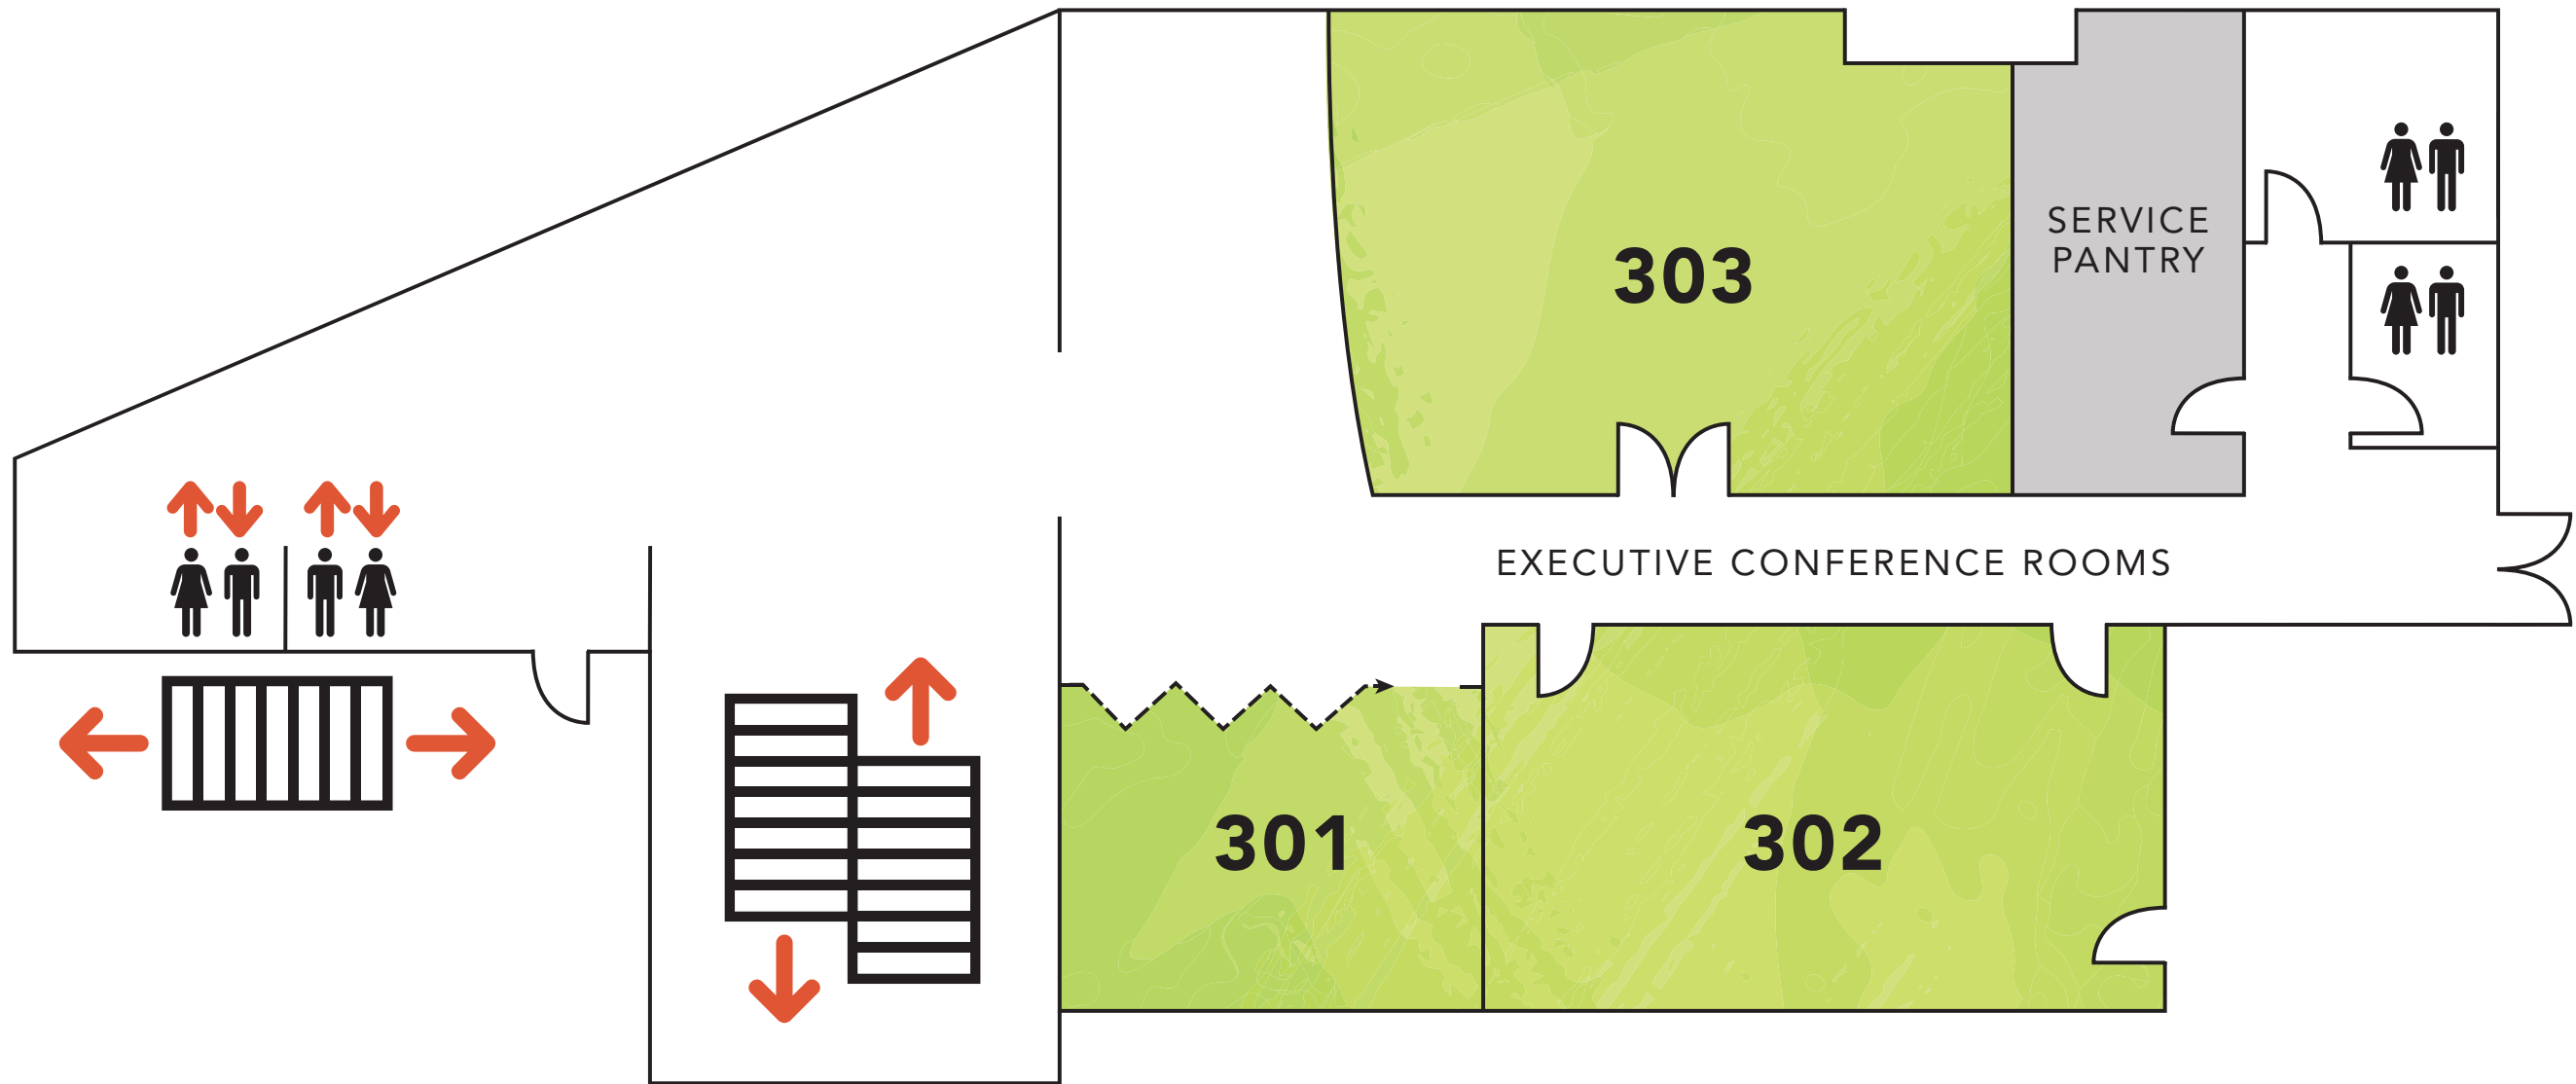 303
SERVICE
PANTRY
EXECUTIVE CONFERENCE ROOMS
301
302